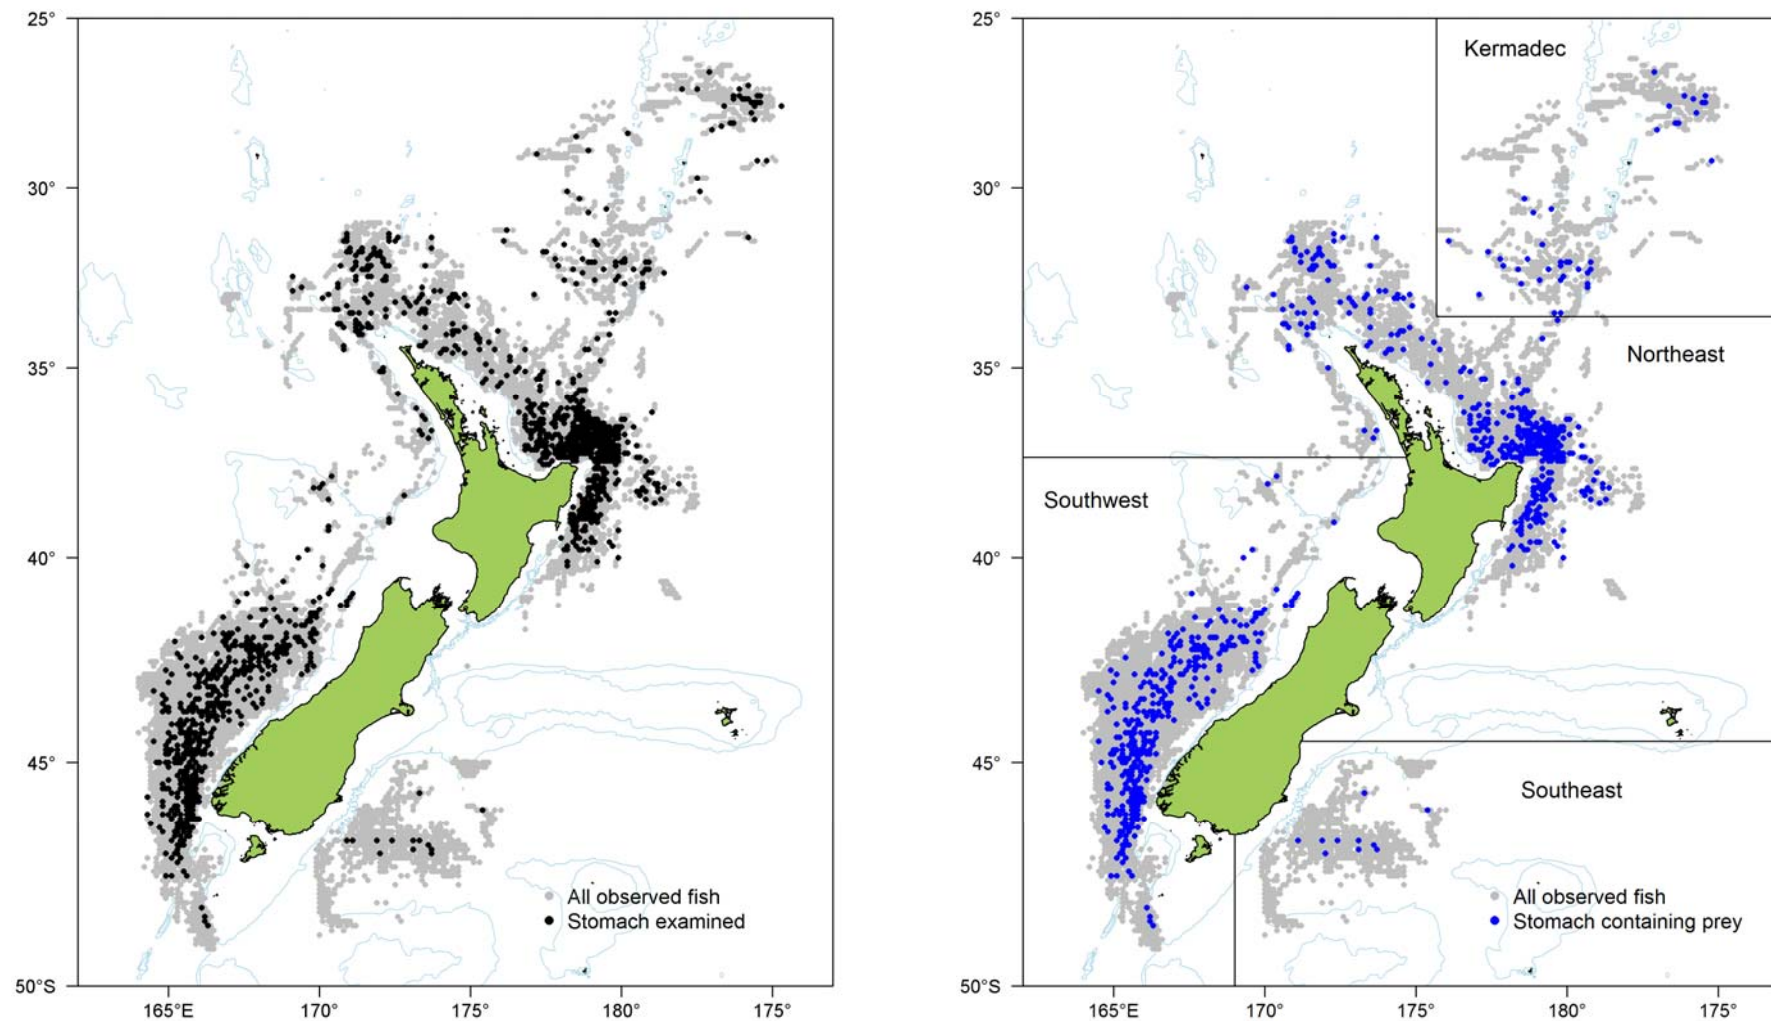 25°
30°
35°
40°
45°
50°S
165°E
170°
175°
180°
175°
All observed fish
Stomach examined
25°
30°
35°
40°
45°
50°S
165°E
170°
175°
180°
175°
Kermadec
Northeast
Southwest
Southeast
All observed fish
Stomach containing prey